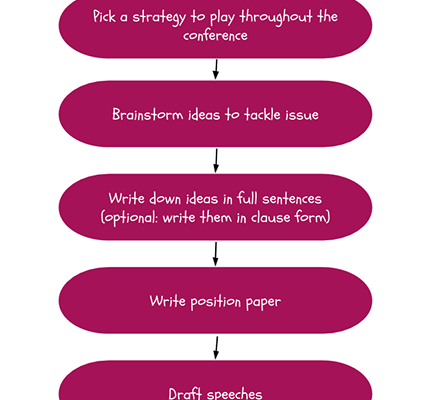 Pick a strategy to play throughout the
conference
Brainstorm ideas to tackle issue
Write down ideas in full sentences
(optional: write them in clause form)
Write position paper
Draft speeches